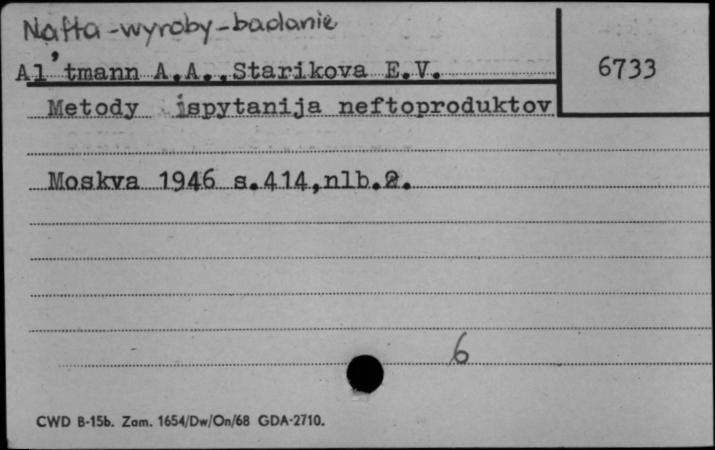 Nafta-wyroby-badanie
Al'tmann A.A.,Starikova E.V.
6733
Metody ispytanija neftoproduktov
Moskva 1946 s.414,nlb.2.
6
CWD B-15b. Zam. 1654/Dw/On/68 GDA-2710.